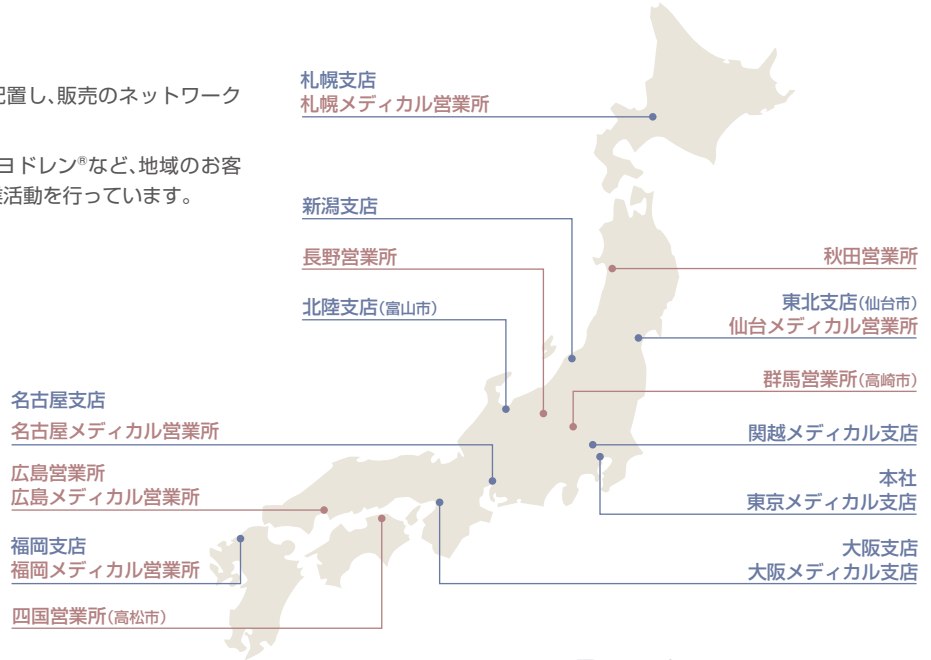 配置し、販売のネットワーク
ヨドレン®など、地域のお客
活動を行っています。
札幌支店
札幌メディカル営業所
新潟支店
長野営業所
北陸支店(富山市)
秋田営業所
東北支店(仙台市)
仙台メディカル営業所
群馬営業所(高崎市)
関越メディカル支店
本社
東京メディカル支店
大阪支店
大阪メディカル支店
名古屋支店
名古屋メディカル営業所
広島営業所
広島メディカル営業所
福岡支店
福岡メディカル営業所
四国営業所(高松市)